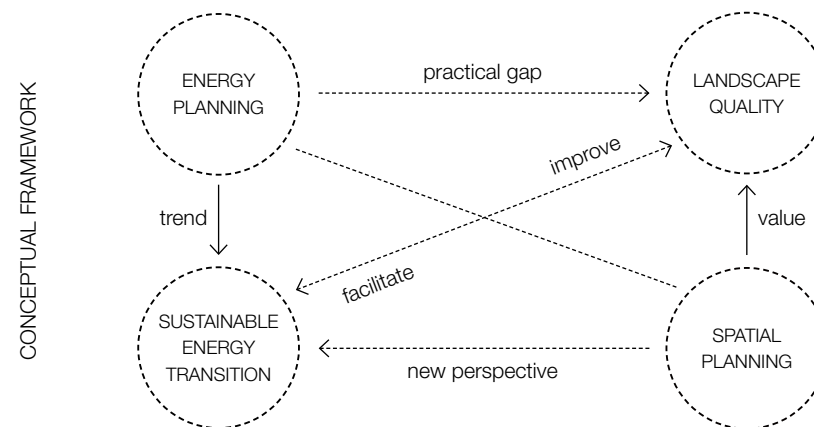 CONCEPTUAL FRAMEWORK
ENERGY
PLANNING
practical gap
LANDSCAPE
QUALITY
improve
trend
value
facilitate
SUSTAINABLE
ENERGY
TRANSITION
new perspective
SPATIAL
PLANNING